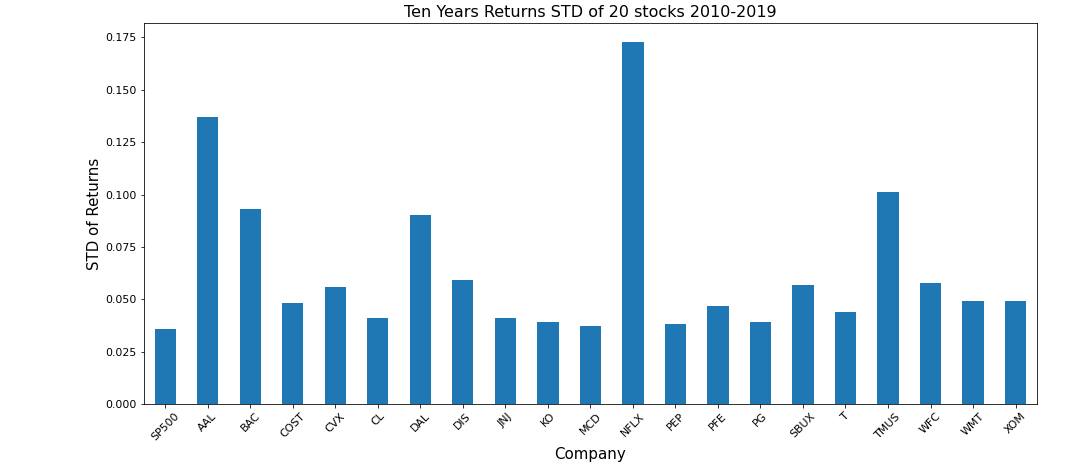 Ten Years Returns STD of 20 stocks 2010-2019
STD of Returns
0.175
0.150
0.125
0.100
0.075
0.050
0.025
0.000
SP500
AAL
BAC
COST
CVX
CL
DAL
DIS
JNJ
KO
MCD
NFLX
PEP
PFE
PG
SBUX
T
TMUS
WFC
WMT
XOM
Company